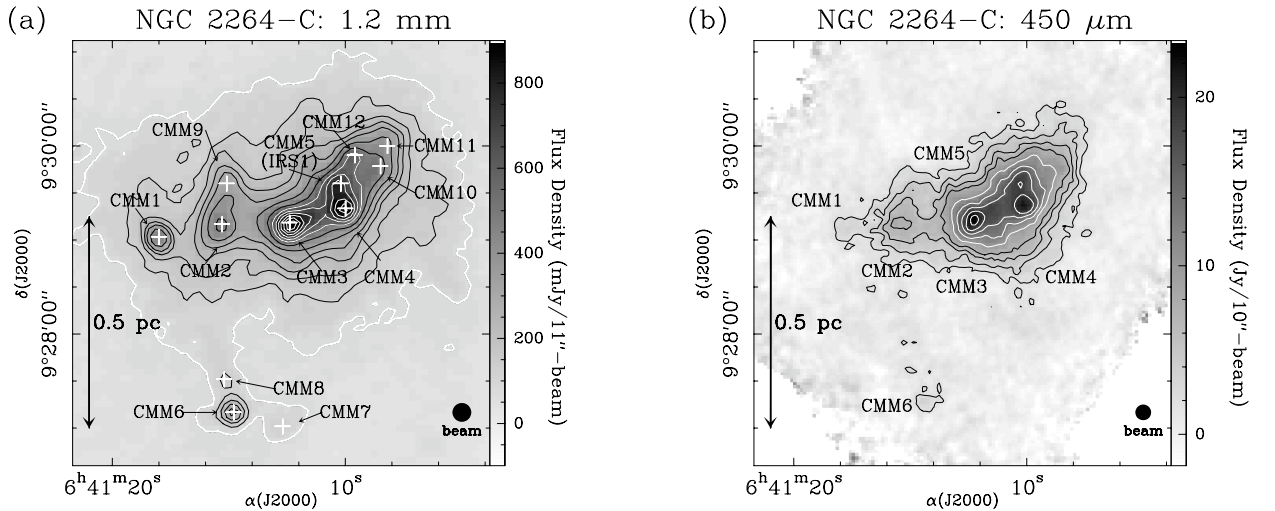 (a) NGC 2264-C: 1.2 mm
CMM9
CMM12
CMM5
(IRS1)
CMM11
CMM1
CMM10
CMM2
CMM3
CMM4
0.5 pc
CMM8
CMM6
CMM7
beam
9°30'00"
9°28'00"
δ(J2000)
6ʰ41ᵐ20ˢ
10ˢ
α(J2000)
800
600
400
200
0
Flux Density (mJy/11"-beam)
(b) NGC 2264-C: 450 μm
CMM5
CMM1
CMM2
CMM3
CMM4
0.5 pc
CMM6
beam
9°30'00"
9°28'00"
δ(J2000)
6ʰ41ᵐ20ˢ
10ˢ
α(J2000)
20
10
0
Flux Density (Jy/10"-beam)